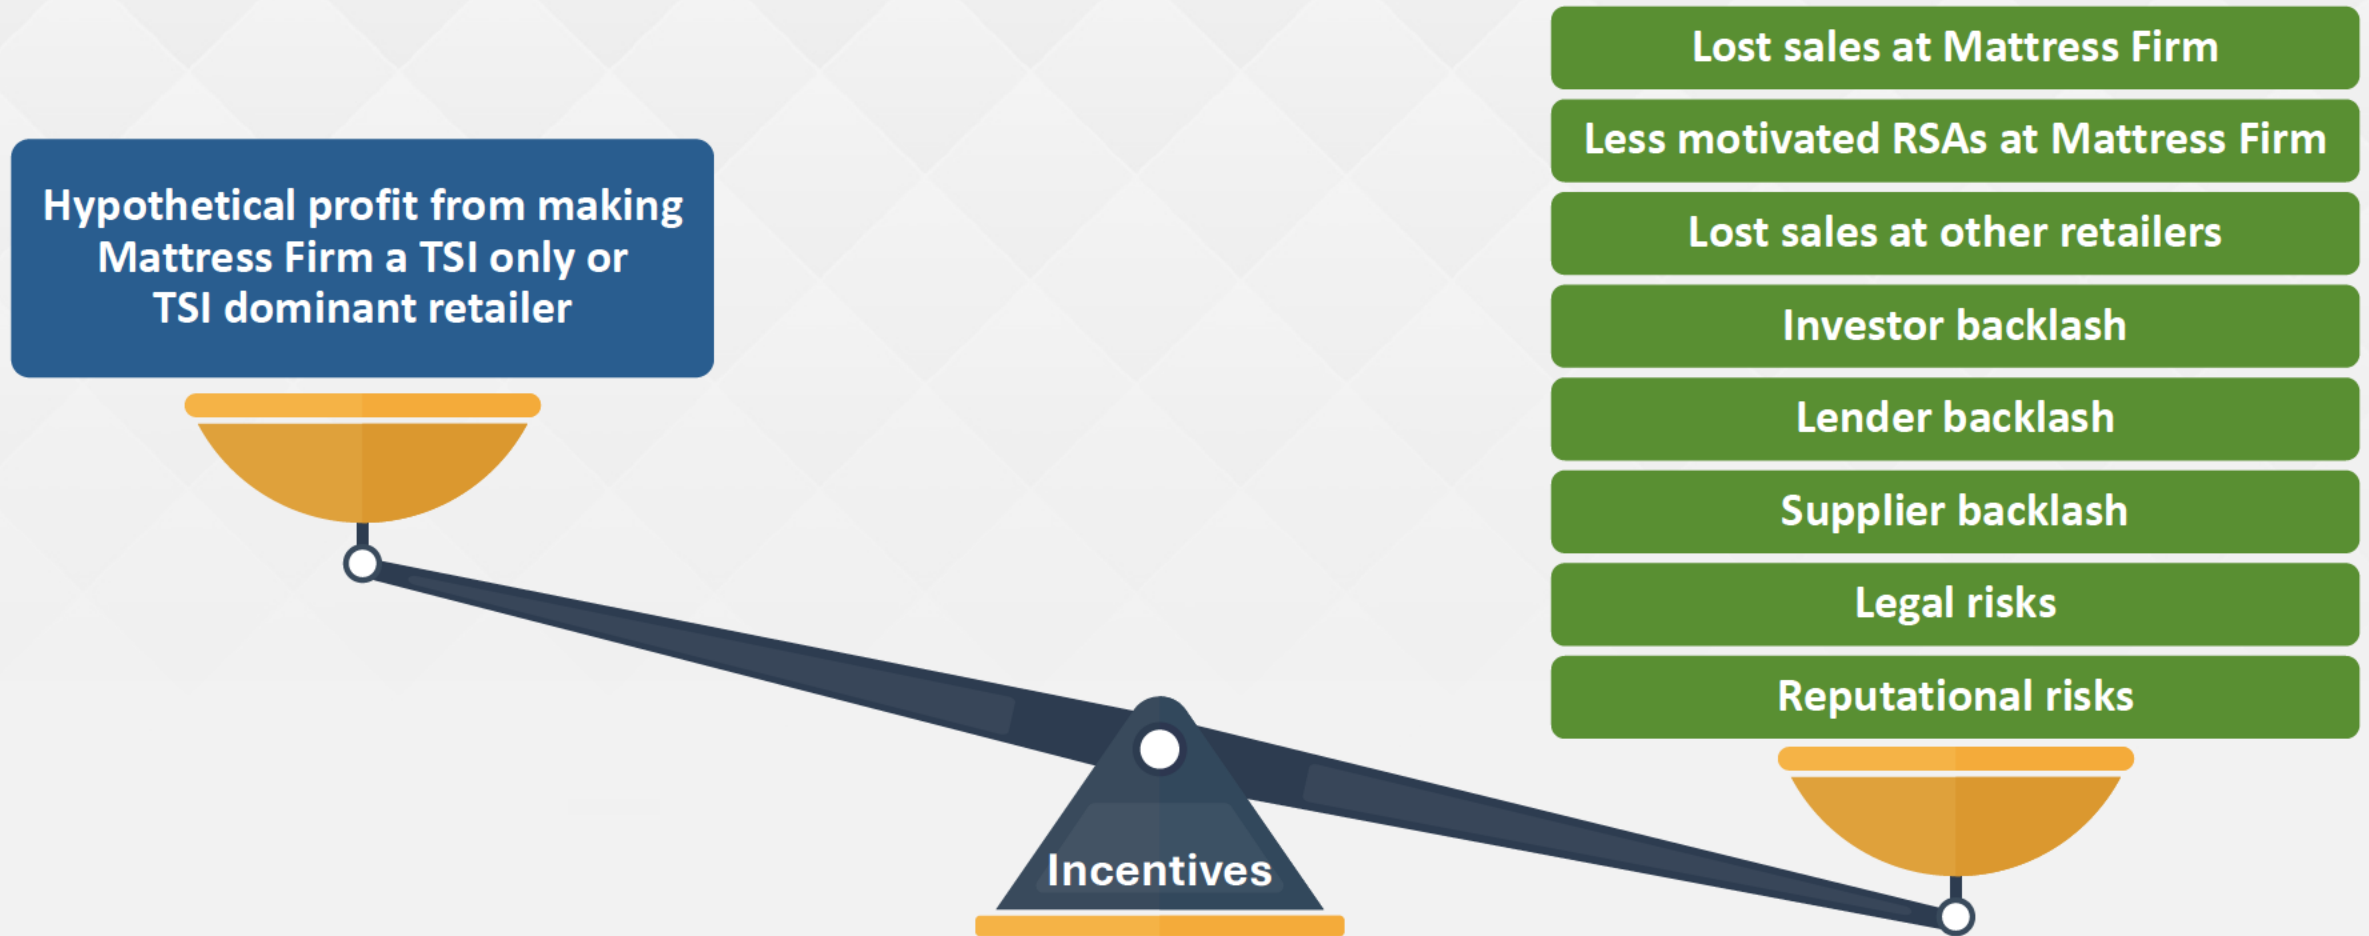 Hypothetical profit from making
Mattress Firm a TSI only or
TSI dominant retailer
Lost sales at Mattress Firm
Less motivated RSAs at Mattress Firm
Lost sales at other retailers
Investor backlash
Lender backlash
Supplier backlash
Legal risks
Reputational risks
Incentives